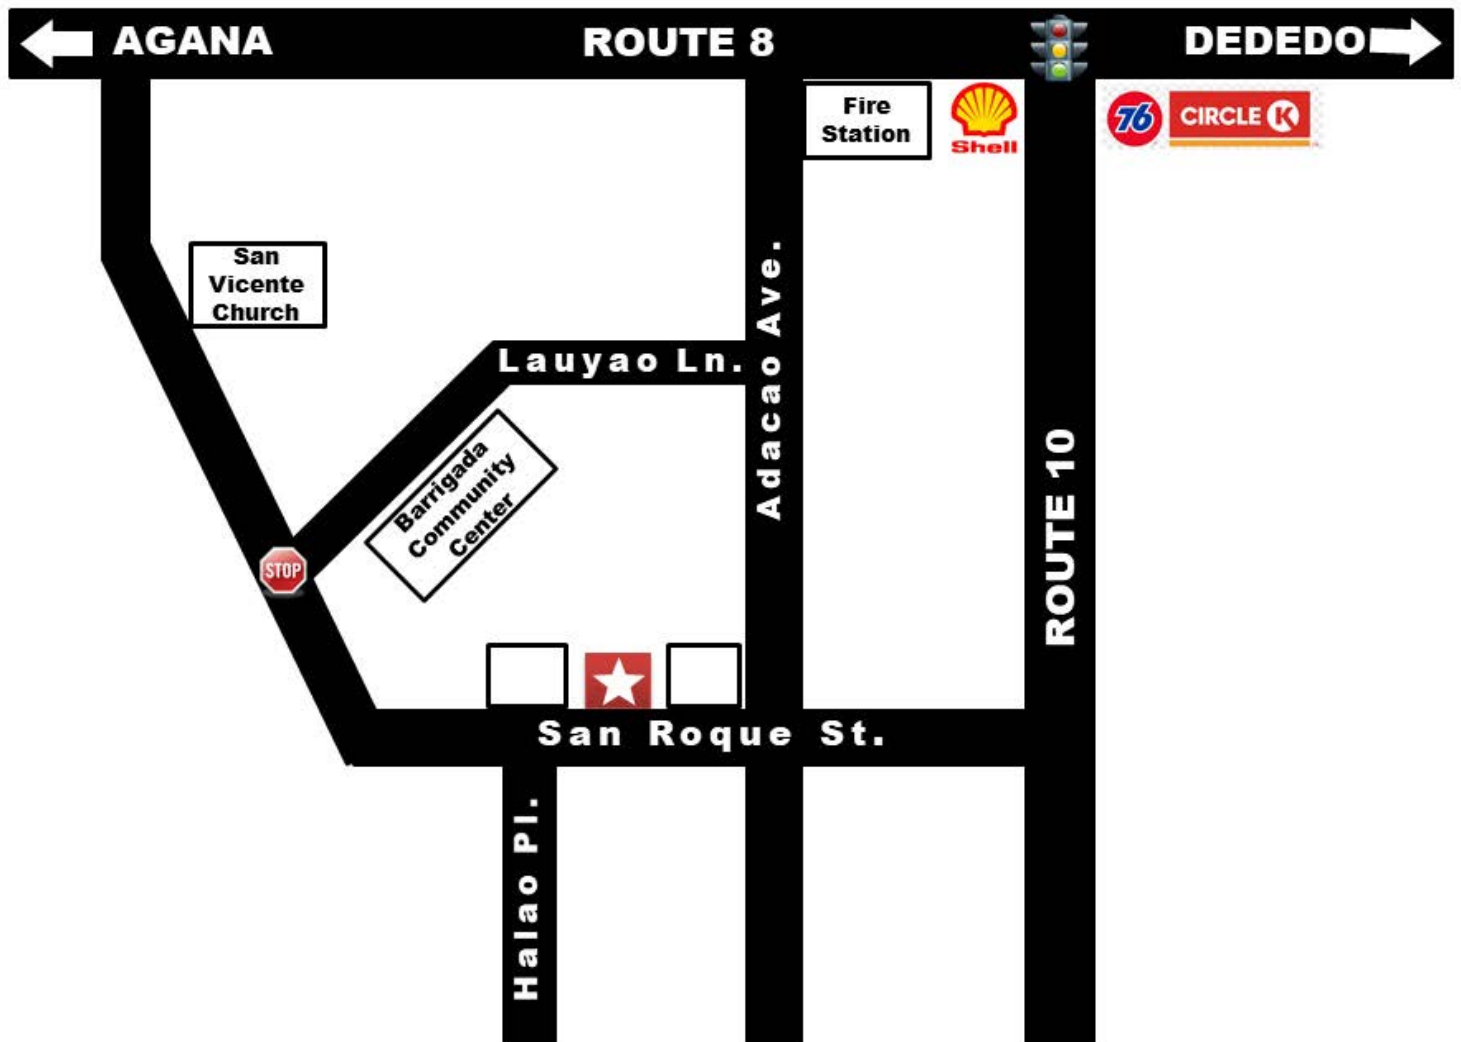 AGANA
ROUTE 8
DEDEDO
Fire
Station
Shell
76
CIRCLE K
San
Vicente
Church
Lauyao Ln.
Adacao Ave.
Barrigada
Community
Center
STOP
ROUTE 10
San Roque St.
Halao Pl.